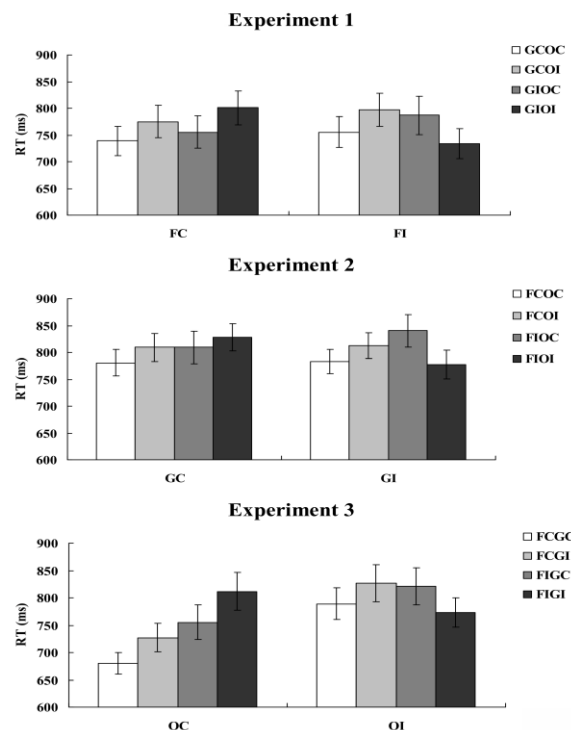 Experiment 1
RT (ms)
900
850
800
750
700
650
600
FC
FI
GCOC
GCOI
GIOC
GIOI
Experiment 2
RT (ms)
900
850
800
750
700
650
600
GC
GI
FCOC
FCOI
FIOC
FIOI
Experiment 3
RT (ms)
900
850
800
750
700
650
600
OC
OI
FCGC
FCGI
FIGC
FIGI